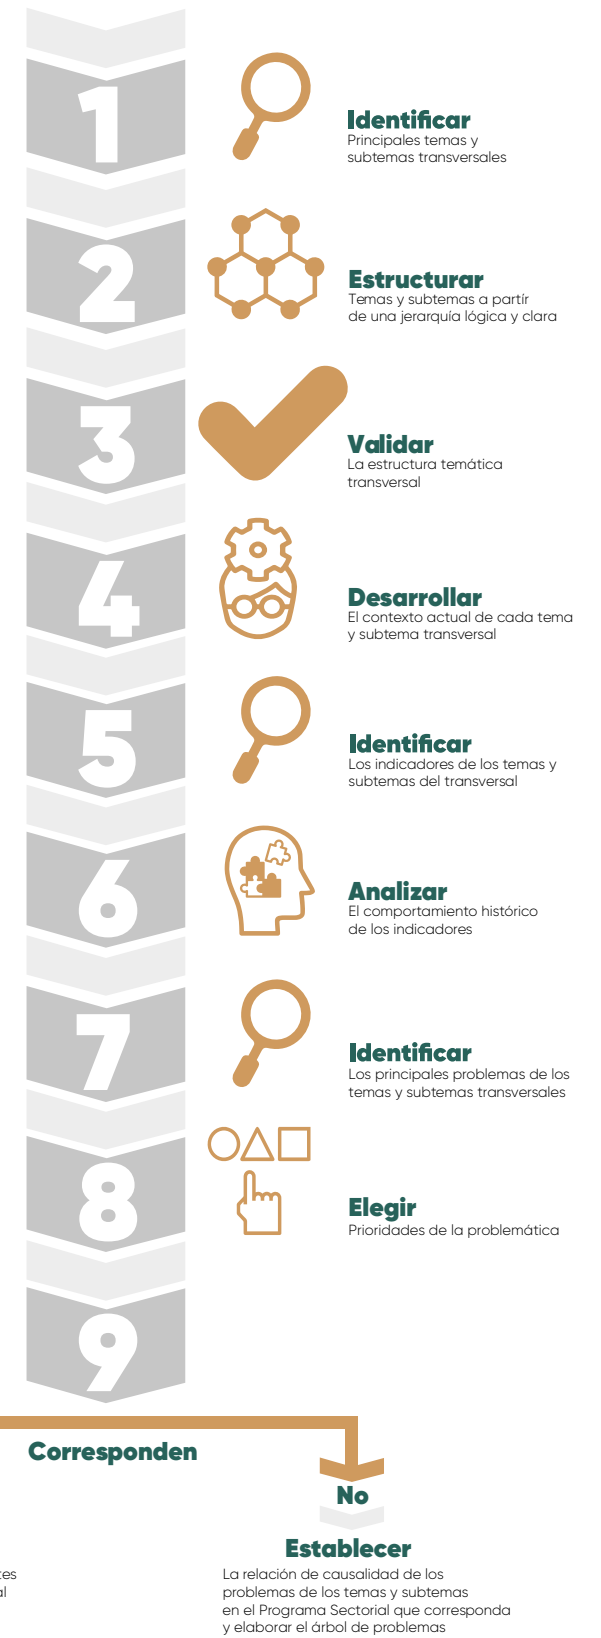 1
Identificar
Principales temas y
subtemas transversales
2
Estructurar
Temas y subtemas a partír
de una jerarquía lógica y clara
3
Validar
La estructura temática
transversal
4
Desarrollar
El contexto actual de cada tema
y subtema transversal
5
Identificar
Los indicadores de los temas y
subtemas del transversal
6
Analizar
El comportamiento histórico
de los indicadores
7
Identificar
Los principales problemas de los
temas y subtemas transversales
8
Elegir
Prioridades de la problemática
9
Corresponden
No
Establecer
La relación de causalidad de los
problemas de los temas y subtemas
en el Programa Sectorial que corresponda
y elaborar el árbol de problemas